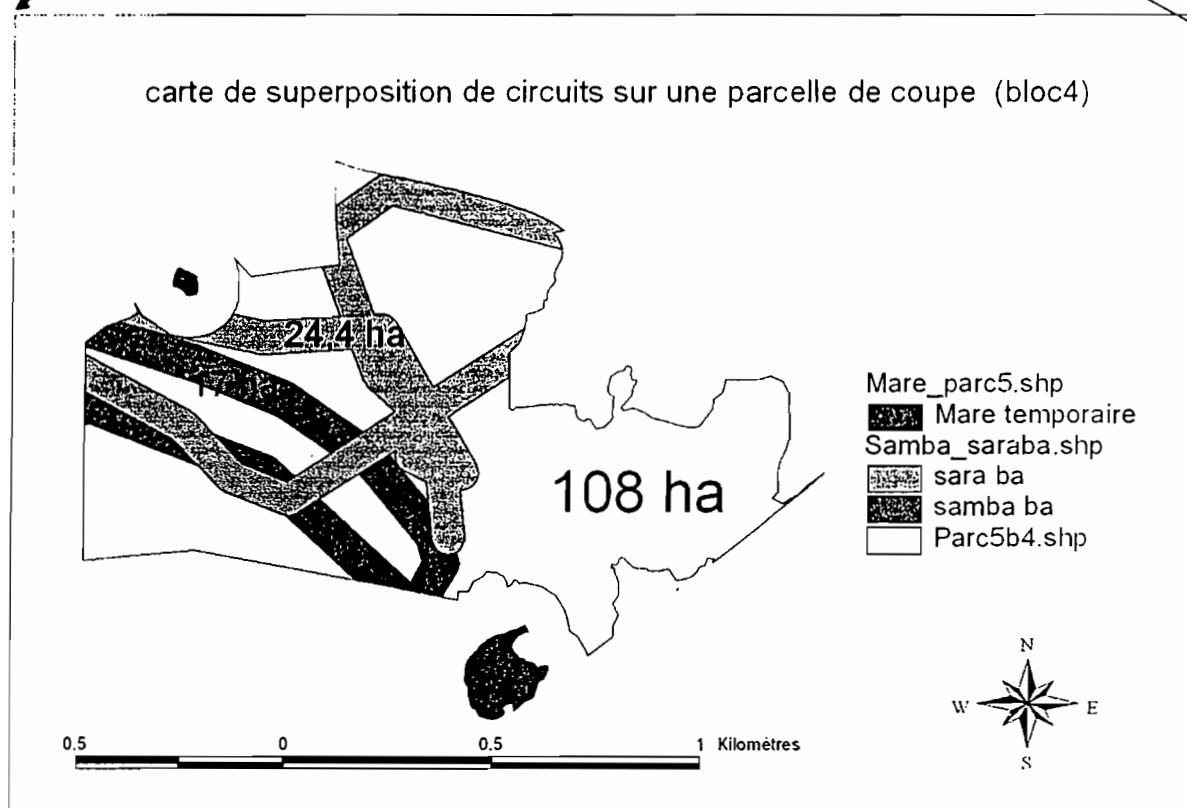 carte de superposition de circuits sur une parcelle de coupe (bloc4)
24,4 ha
108 ha
Mare_parc5.shp
Mare temporaire
Samba_saraba.shp
sara ba
samba ba
Parc5b4.shp
N
W E
S
0.5 0 0.5 1 Kilomètres